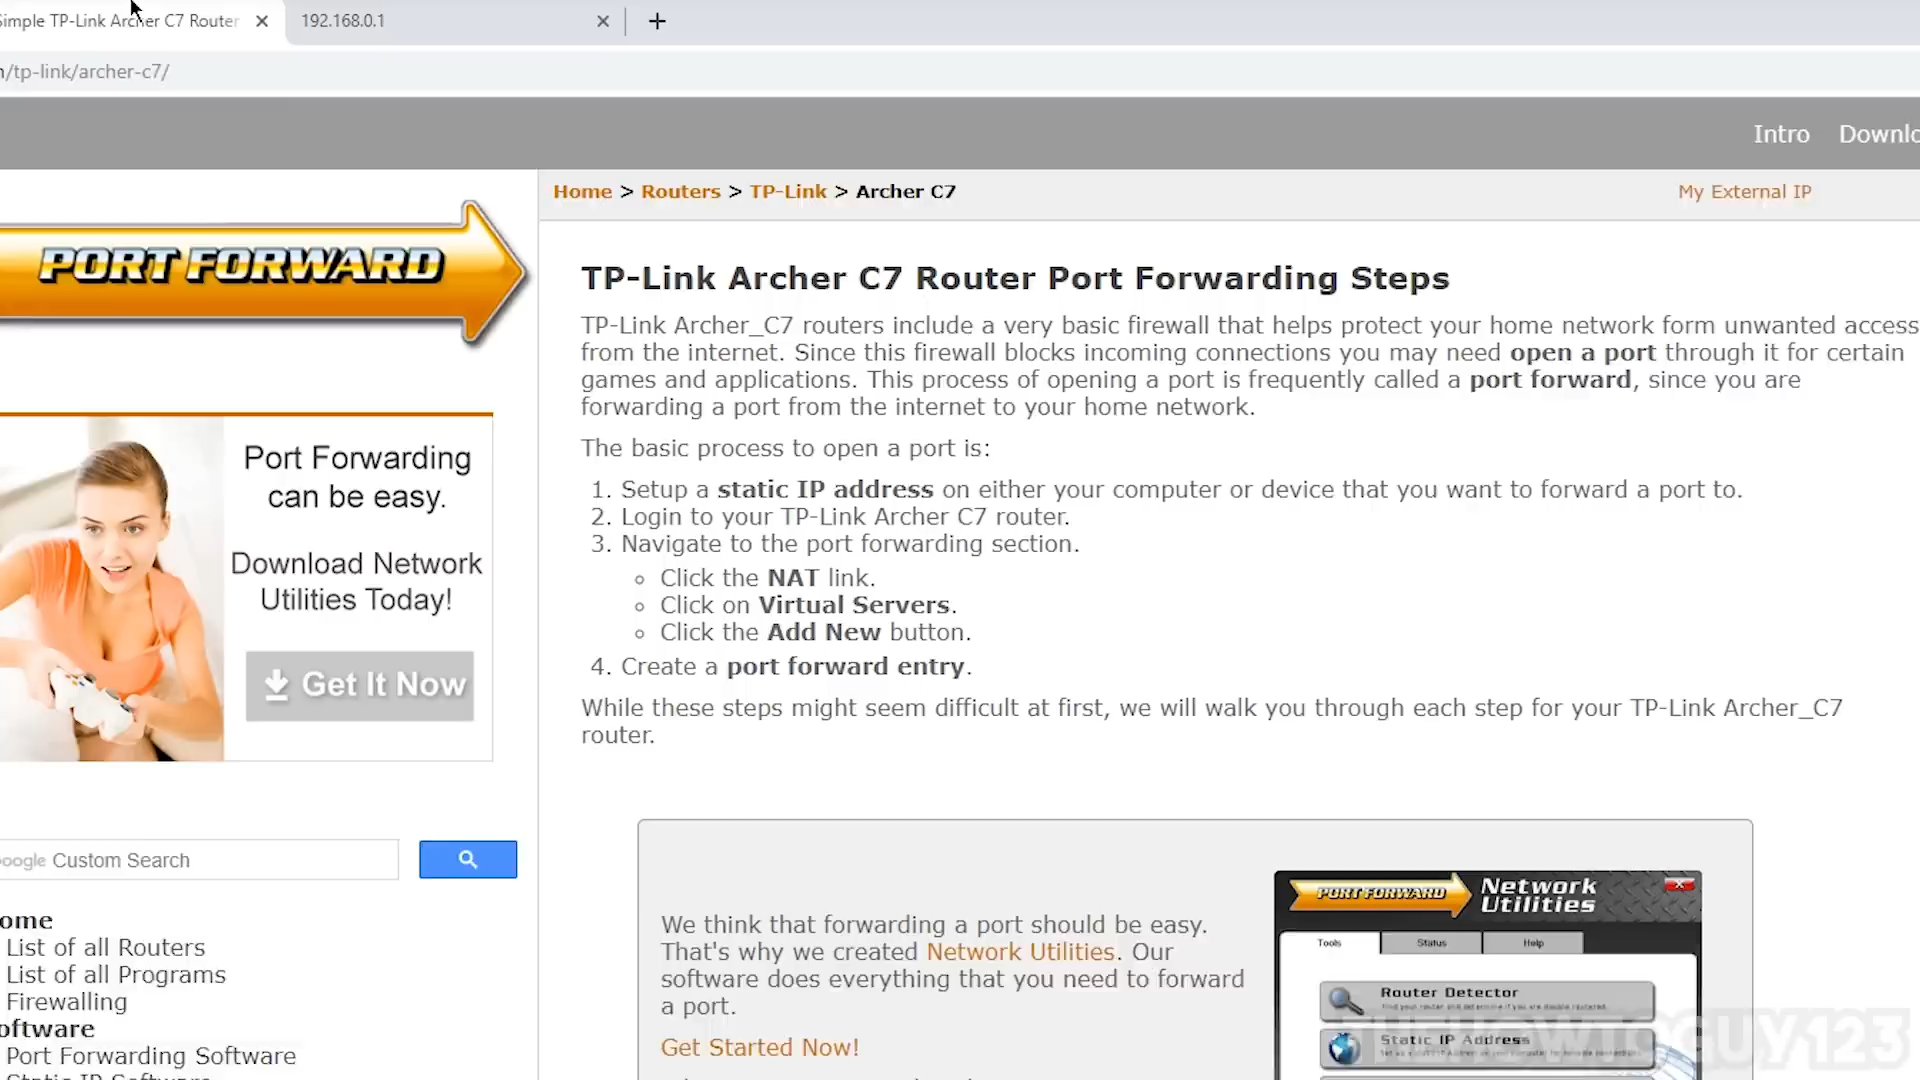 Simple TP-Link Archer C7 Router
192.168.0.1
/tp-link/archer-c7/
Intro
Home > Routers > TP-Link > Archer C7
My External IP
PORT FORWARD
TP-Link Archer C7 Router Port Forwarding Steps
TP-Link Archer_C7 routers include a very basic firewall that helps protect your home network form unwanted access
from the internet. Since this firewall blocks incoming connections you may need open a port through it for certain
games and applications. This process of opening a port is frequently called a port forward, since you are
forwarding a port from the internet to your home network.
The basic process to open a port is:
1. Setup a static IP address on either your computer or device that you want to forward a port to.
2. Login to your TP-Link Archer C7 router.
3. Navigate to the port forwarding section.
Click the NAT link.
Click on Virtual Servers.
Click the Add New button.
4. Create a port forward entry.
While these steps might seem difficult at first, we will walk you through each step for your TP-Link Archer_C7
router.
Port Forwarding
can be easy.
Download Network
Utilities Today!
Get It Now
Custom Search
ome
List of all Routers
List of all Programs
Firewalling
oftware
Port Forwarding Software
We think that forwarding a port should be easy.
That's why we created Network Utilities. Our
software does everything that you need to forward
a port.
Get Started Now!
PORT FORWARD
Network
Utilities
Tools
Status
Help
Router Detector
Static IP Address
THEHOWTOGUY123